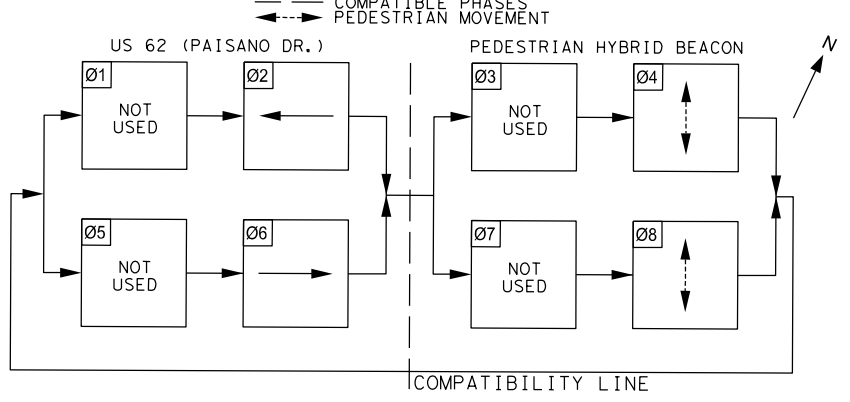 COMPATIBLE PHASES
PEDESTRIAN MOVEMENT
US 62 (PAISANO DR.)
PEDESTRIAN HYBRID BEACON
N
Ø1
NOT
USED
Ø2
Ø3
NOT
USED
Ø4
Ø5
NOT
USED
Ø6
Ø7
NOT
USED
Ø8
COMPATIBILITY LINE